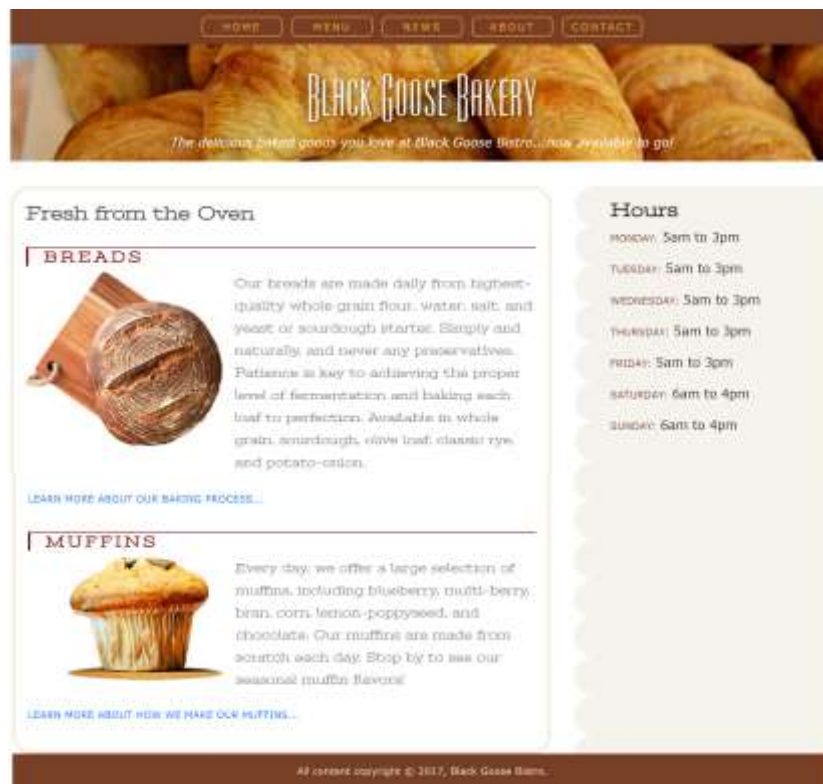 HOME MENU NEWS ABOUT CONTACT
BLACK GOOSE BAKERY
The delicious baked goods you love at Black Goose Bistro...now available to go!
Fresh from the Oven
BREADS
Our breads are made daily from highest-
quality whole grain flour, water, salt, and
yeast or sourdough starter. Simply and
naturally, and never any preservatives.
Patience is key to achieving the proper
level of fermentation and baking each
loaf to perfection. Available in whole
grain, sourdough, olive loaf, classic rye,
and potato-onion.
LEARN MORE ABOUT OUR BAKING PROCESS...
MUFFINS
Every day, we offer a large selection of
muffins, including blueberry, multi-berry,
bran, corn, lemon-poppyseed, and
chocolate. Our muffins are made from
scratch each day. Stop by to see our
seasonal muffin flavors!
LEARN MORE ABOUT HOW WE MAKE OUR MUFFINS...
Hours
MONDAY: 5am to 3pm
TUESDAY: 5am to 3pm
WEDNESDAY: 5am to 3pm
THURSDAY: 5am to 3pm
FRIDAY: 5am to 3pm
SATURDAY: 6am to 4pm
SUNDAY: 6am to 4pm
All content copyright © 2017, Black Goose Bistro.